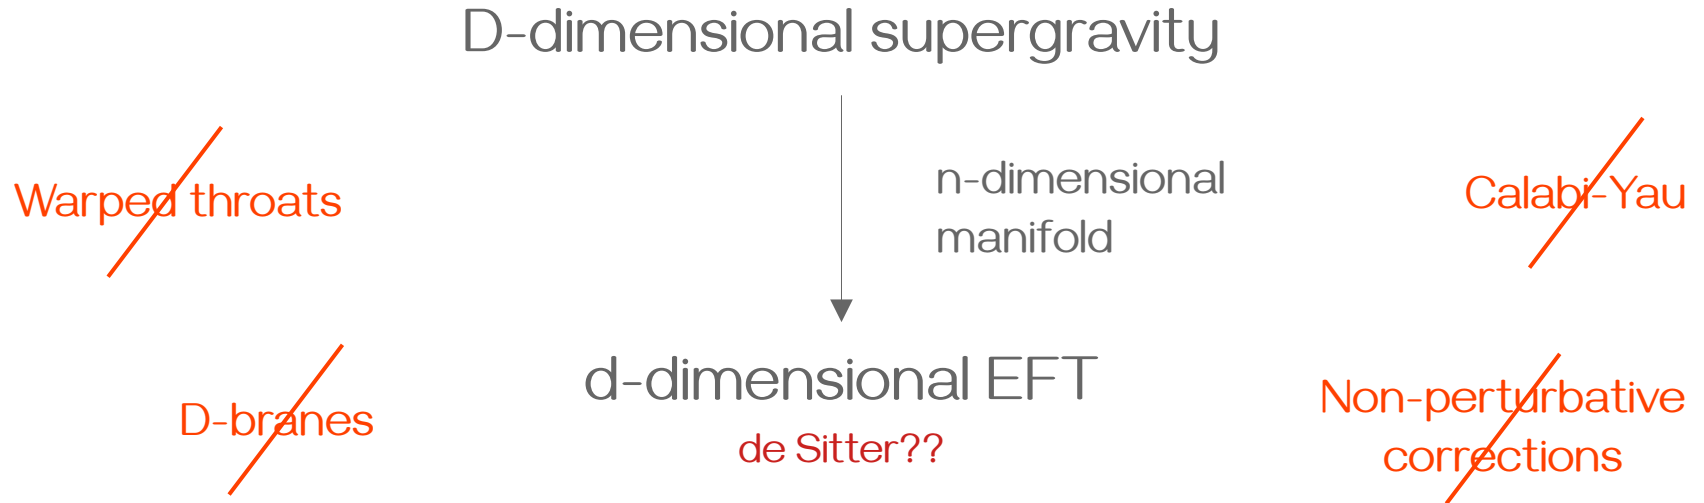 D-dimensional supergravity
Warped throats
n-dimensional
manifold
Calabi-Yau
D-branes
d-dimensional EFT
de Sitter??
Non-perturbative
corrections